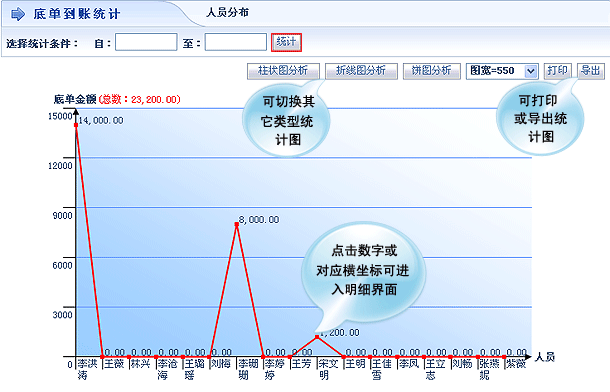 底单到账统计 人员分布
选择统计条件： 自： 至： 统计
柱状图分析 折线图分析 饼图分析 图宽=550 打印 导出
可切换其
它类型统
计图
可打印
或导出统
计图
底单金额(总数：23,200.00)
15000
14,000.00
12000
9000
8,000.00
6000
点击数字或
对应横坐标可进
入明细界面
3000
1,200.00
0
0.00 0.00 0.00 0.00 0.00 0.00 0.00 0.00 0.00 0.00 0.00 0.00 0.00 0.00
人员
李洪涛 王薇 林兴 李沧海 王瑞瑶 刘梅 李珊珊 李婷婷 王芳 宋文明 王明 王佳雪 李凤 王立志 刘畅 张燕妮 紫薇